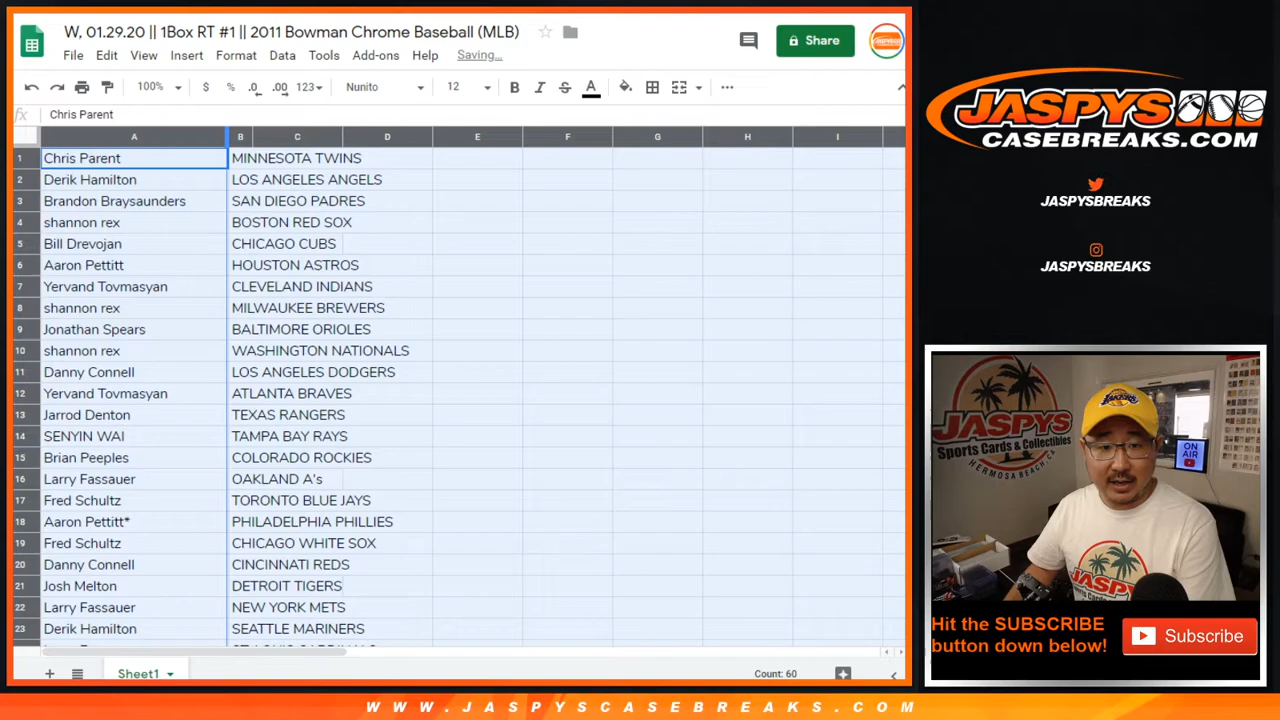 W, 01.29.20 || 1Box RT #1 || 2011 Bowman Chrome Baseball (MLB)
File Edit View Insert Format Data Tools Add-ons Help Saving...
Share
100% $ % .0 .00 123 Nunito 12 B I S A
fx Chris Parent
A B C D E F G H I
1 Chris Parent MINNESOTA TWINS
2 Derik Hamilton LOS ANGELES ANGELS
3 Brandon Braysaunders SAN DIEGO PADRES
4 shannon rex BOSTON RED SOX
5 Bill Drevojan CHICAGO CUBS
6 Aaron Pettitt HOUSTON ASTROS
7 Yervand Tovmasyan CLEVELAND INDIANS
8 shannon rex MILWAUKEE BREWERS
9 Jonathan Spears BALTIMORE ORIOLES
10 shannon rex WASHINGTON NATIONALS
11 Danny Connell LOS ANGELES DODGERS
12 Yervand Tovmasyan ATLANTA BRAVES
13 Jarrod Denton TEXAS RANGERS
14 SENYIN WAI TAMPA BAY RAYS
15 Brian Peeples COLORADO ROCKIES
16 Larry Fassauer OAKLAND A's
17 Fred Schultz TORONTO BLUE JAYS
18 Aaron Pettitt* PHILADELPHIA PHILLIES
19 Fred Schultz CHICAGO WHITE SOX
20 Danny Connell CINCINNATI REDS
21 Josh Melton DETROIT TIGERS
22 Larry Fassauer NEW YORK METS
23 Derik Hamilton SEATTLE MARINERS
Sheet1
Count: 60
JASPYS
CASEBREAKS.COM
JASPYSBREAKS
JASPYSBREAKS
JASPYS
Sports Cards & Collectibles
HERMOSA BEACH, CA
ON
AIR
JASPYS
Hit the SUBSCRIBE
button down below!
Subscribe
WWW.JASPYSCASEBREAKS.COM